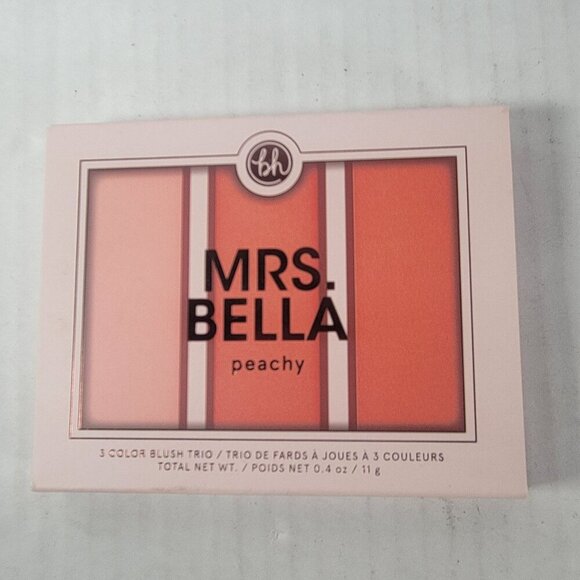 bh
MRS.
BELLA
peachy
3 COLOR BLUSH TRIO / TRIO DE FARDS À JOUES À 3 COULEURS
TOTAL NET WT. / POIDS NET 0.4 oz / 11 g